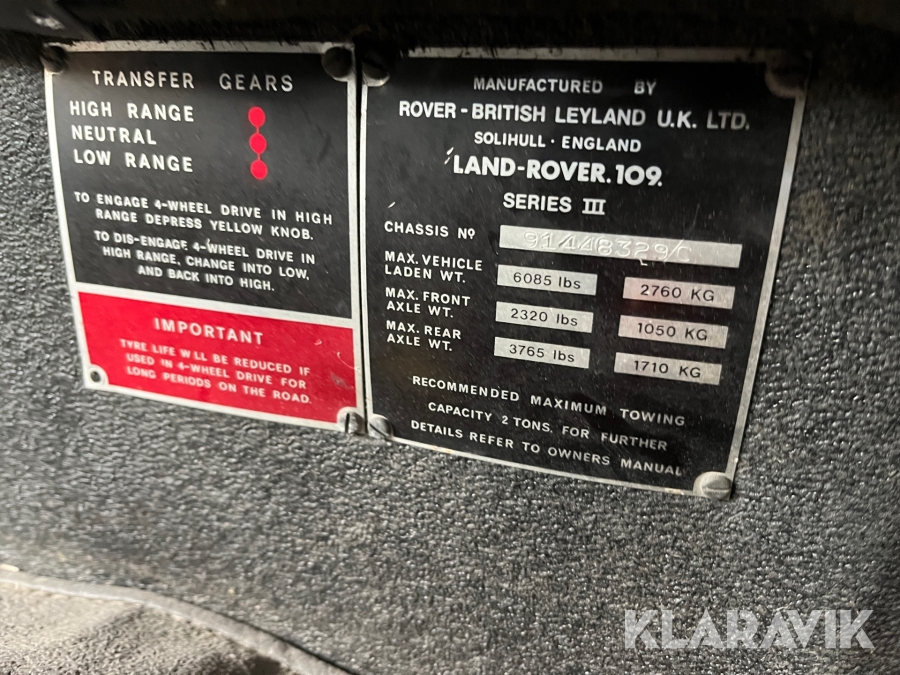 TRANSFER GEARS
HIGH RANGE
NEUTRAL
LOW RANGE
TO ENGAGE 4-WHEEL DRIVE IN HIGH
RANGE DEPRESS YELLOW KNOB.
TO DIS-ENGAGE 4-WHEEL DRIVE IN
HIGH RANGE, CHANGE INTO LOW,
AND BACK INTO HIGH.
IMPORTANT
TYRE LIFE WILL BE REDUCED IF
USED IN 4-WHEEL DRIVE FOR
LONG PERIODS ON THE ROAD.
MANUFACTURED BY
ROVER-BRITISH LEYLAND U.K. LTD.
SOLIHULL · ENGLAND
LAND-ROVER.109.
SERIES III
CHASSIS Nº 91448329/C
MAX. VEHICLE
LADEN WT. 6085 lbs 2760 KG
MAX. FRONT
AXLE WT. 2320 lbs 1050 KG
MAX. REAR
AXLE WT. 3765 lbs 1710 KG
RECOMMENDED MAXIMUM TOWING
CAPACITY 2 TONS. FOR FURTHER
DETAILS REFER TO OWNERS MANUAL
KLARAVIK